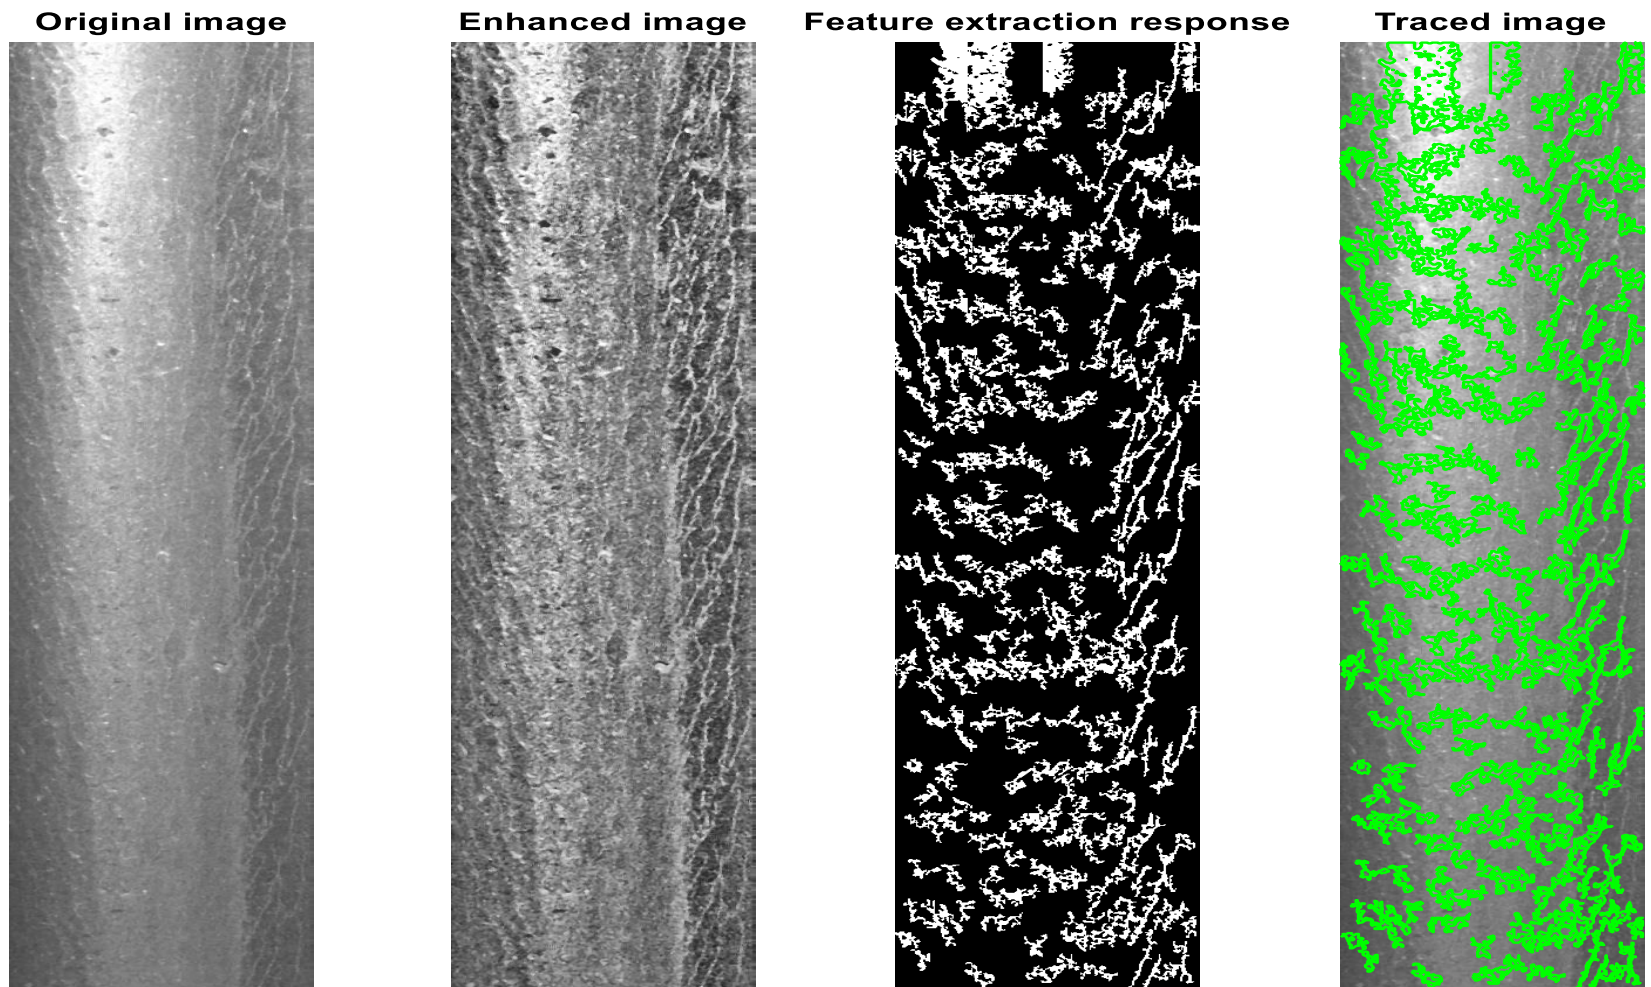 Original image
Enhanced image
Feature extraction response
Traced image